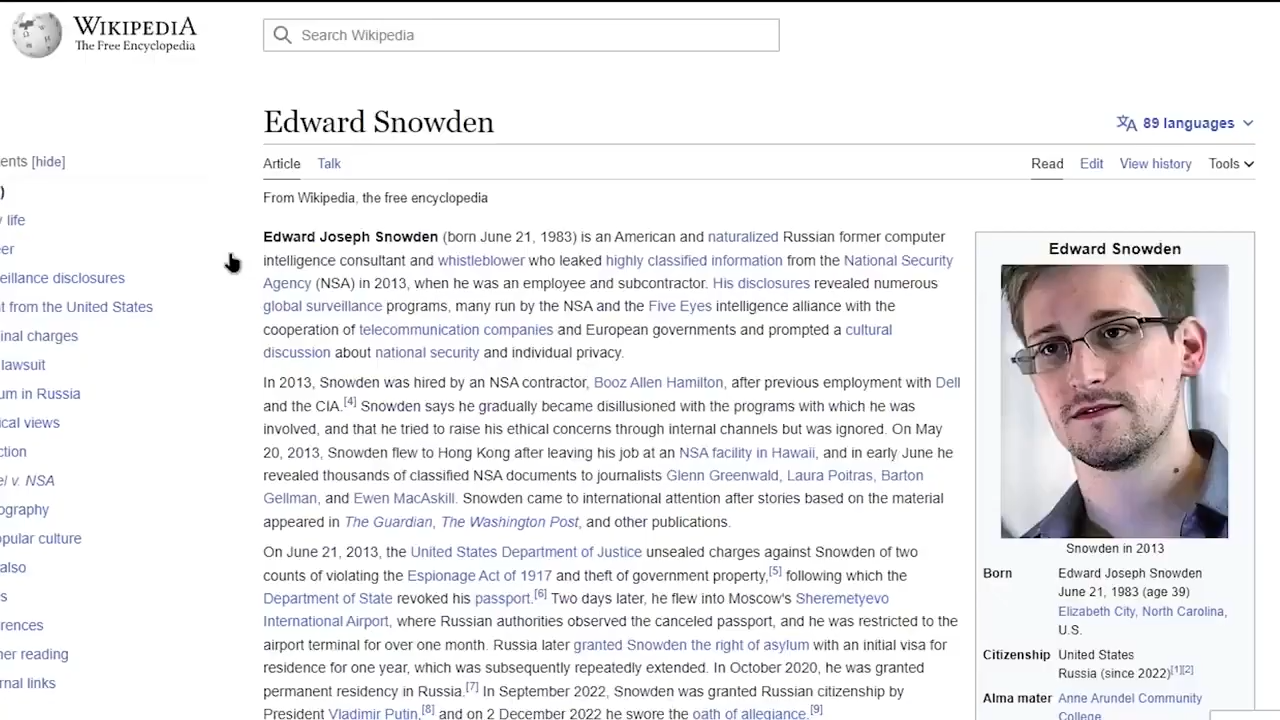 WIKIPEDIA
The Free Encyclopedia
Search Wikipedia
Edward Snowden
89 languages
Article Talk
Read Edit View history Tools
From Wikipedia, the free encyclopedia
ents [hide]
)
life
er
eillance disclosures
t from the United States
inal charges
lawsuit
um in Russia
ical views
ction
el v. NSA
ography
opular culture
also
s
rences
her reading
rnal links
Edward Joseph Snowden (born June 21, 1983) is an American and naturalized Russian former computer
intelligence consultant and whistleblower who leaked highly classified information from the National Security
Agency (NSA) in 2013, when he was an employee and subcontractor. His disclosures revealed numerous
global surveillance programs, many run by the NSA and the Five Eyes intelligence alliance with the
cooperation of telecommunication companies and European governments and prompted a cultural
discussion about national security and individual privacy.
In 2013, Snowden was hired by an NSA contractor, Booz Allen Hamilton, after previous employment with Dell
and the CIA.[4] Snowden says he gradually became disillusioned with the programs with which he was
involved, and that he tried to raise his ethical concerns through internal channels but was ignored. On May
20, 2013, Snowden flew to Hong Kong after leaving his job at an NSA facility in Hawaii, and in early June he
revealed thousands of classified NSA documents to journalists Glenn Greenwald, Laura Poitras, Barton
Gellman, and Ewen MacAskill. Snowden came to international attention after stories based on the material
appeared in The Guardian, The Washington Post, and other publications.
On June 21, 2013, the United States Department of Justice unsealed charges against Snowden of two
counts of violating the Espionage Act of 1917 and theft of government property,[5] following which the
Department of State revoked his passport.[6] Two days later, he flew into Moscow's Sheremetyevo
International Airport, where Russian authorities observed the canceled passport, and he was restricted to the
airport terminal for over one month. Russia later granted Snowden the right of asylum with an initial visa for
residence for one year, which was subsequently repeatedly extended. In October 2020, he was granted
permanent residency in Russia.[7] In September 2022, Snowden was granted Russian citizenship by
President Vladimir Putin,[8] and on 2 December 2022 he swore the oath of allegiance.[9]
Edward Snowden
Snowden in 2013
Born Edward Joseph Snowden
June 21, 1983 (age 39)
Elizabeth City, North Carolina,
U.S.
Citizenship United States
Russia (since 2022)[1][2]
Alma mater Anne Arundel Community
College